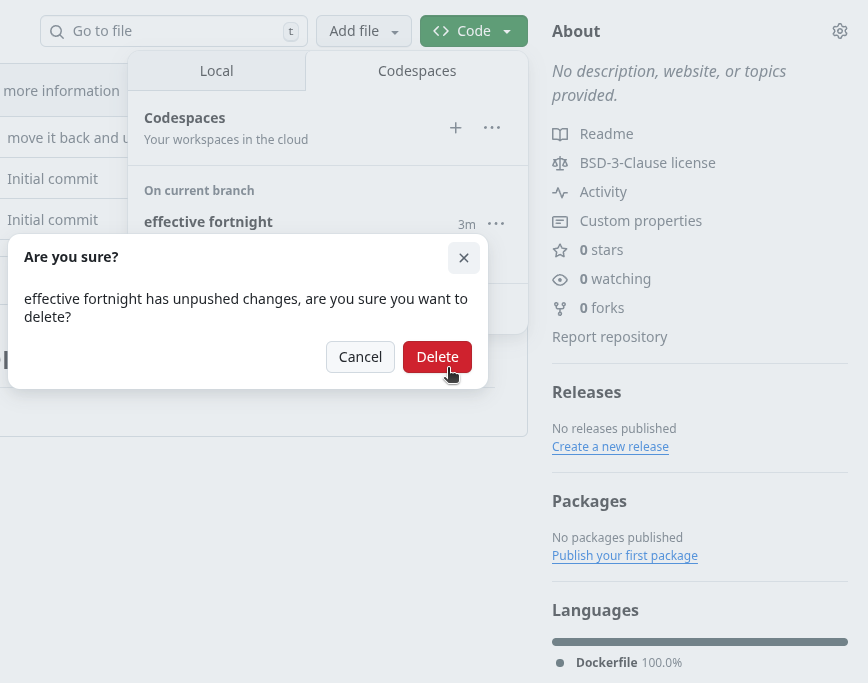 Go to file
t
Add file
Code
About
Local
Codespaces
No description, website, or topics
provided.
more information
Codespaces
Your workspaces in the cloud
Readme
move it back and
BSD-3-Clause license
Initial commit
On current branch
Activity
Initial commit
effective fortnight
3m
Custom properties
0 stars
Are you sure?
0 watching
effective fortnight has unpushed changes, are you sure you want to
delete?
0 forks
Report repository
Cancel
Delete
Releases
No releases published
Create a new release
Packages
No packages published
Publish your first package
Languages
Dockerfile 100.0%